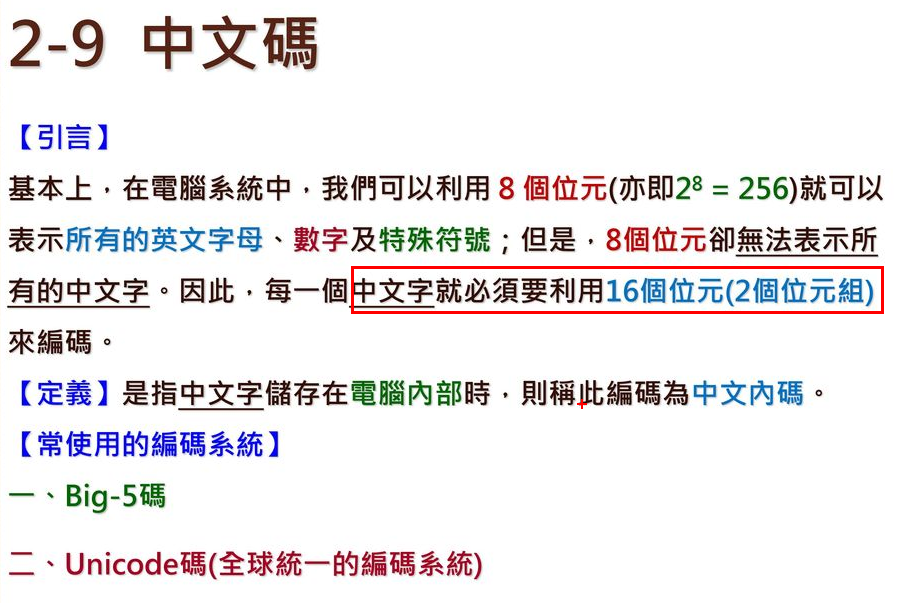 2-9 中文碼
【引言】
基本上，在電腦系統中，我們可以利用 8 個位元(亦即2⁸ = 256)就可以
表示所有的英文字母、數字及特殊符號；但是，8個位元卻無法表示所
有的中文字。因此，每一個中文字就必須要利用16個位元(2個位元組)
來編碼。
【定義】是指中文字儲存在電腦內部時，則稱此編碼為中文內碼。
【常使用的編碼系統】
一、Big-5碼
二、Unicode碼(全球統一的編碼系統)